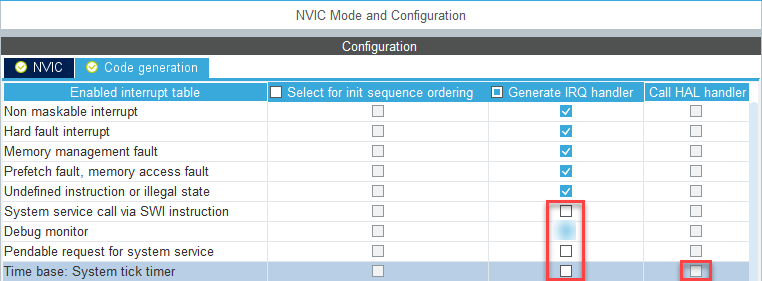 NVIC Mode and Configuration
Configuration
NVIC Code generation
Enabled interrupt table Select for init sequence ordering Generate IRQ handler Call HAL handler
Non maskable interrupt
Hard fault interrupt
Memory management fault
Prefetch fault, memory access fault
Undefined instruction or illegal state
System service call via SWI instruction
Debug monitor
Pendable request for system service
Time base: System tick timer